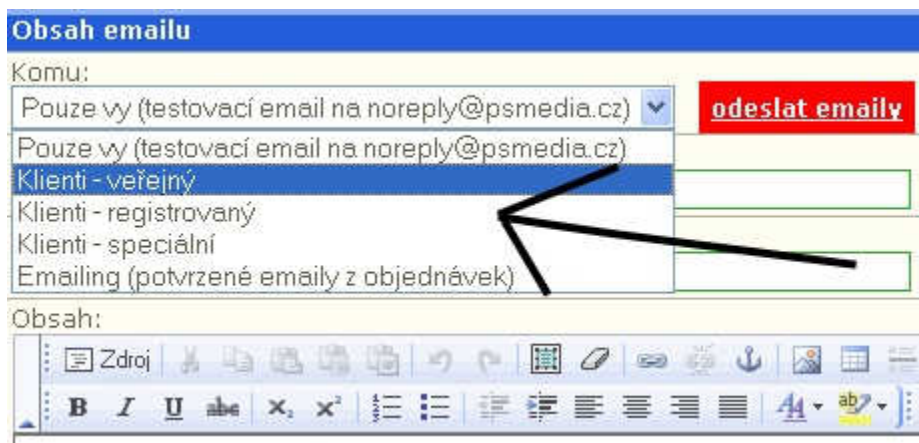 Obsah emailu
Komu:
Pouze vy (testovací email na noreply@psmedia.cz)
odeslat emaily
Pouze vy (testovací email na noreply@psmedia.cz)
Klienti - veřejný
Klienti - registrovaný
Klienti - speciální
Emailing (potvrzené emaily z objednávek)
Obsah:
Zdroj
B I U abc x₂ x²